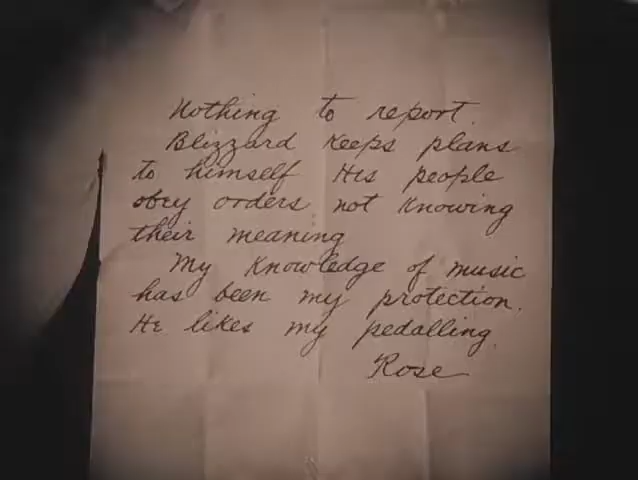 Nothing to report.
Blizzard keeps plans
to himself His people
obey orders not knowing
their meaning
My knowledge of music
has been my protection.
He likes my pedalling.
Rose